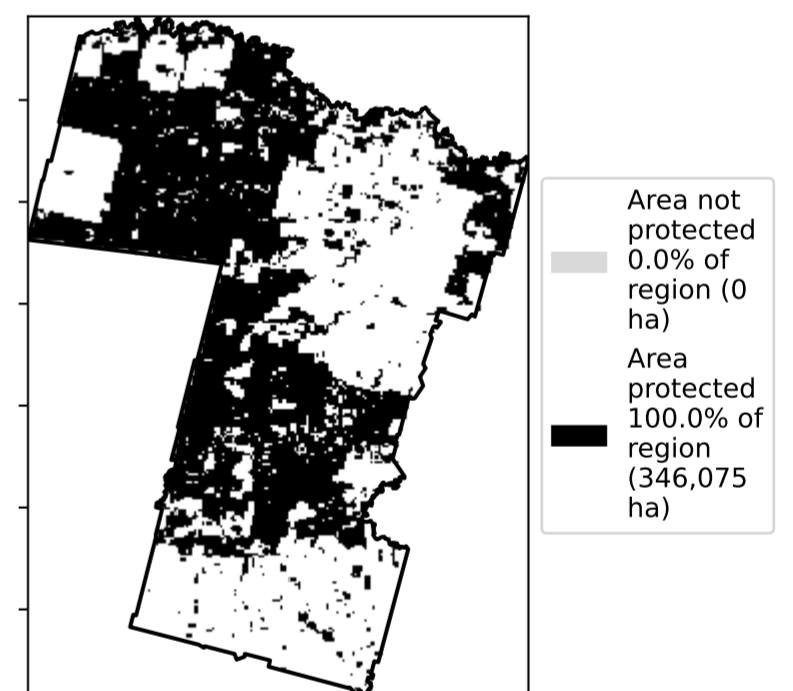 Area not
protected
0.0% of
region (0
ha)
Area
protected
100.0% of
region
(346,075
ha)